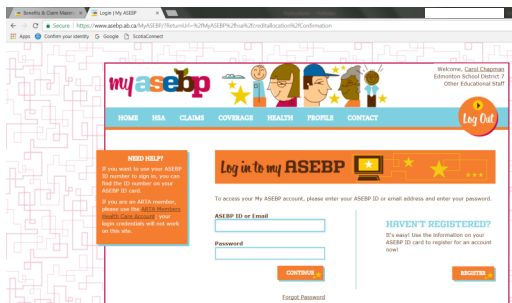 Benefits & Claim Maxim
Login | My ASEBP
Secure | https://www.asebp.ab.ca/MyASEBP/?ReturnUrl=%2fMyASEBP%2fhsa%2fcreditallocation%2fConfirmation
Apps
Confirm your identity
Google
ScotiaConnect
my asebp
Welcome, Carol Chapman
Edmonton School District 7
Other Educational Staff
HOME HSA CLAIMS COVERAGE HEALTH PROFILE CONTACT
Log Out
NEED HELP?
If you want to use your ASEBP
ID number to sign in, you can
find the ID number on your
ASEBP ID card.
If you are an ARTA member,
please use the ARTA Members
Health Care Account, your
login credentials will not work
on this site.
Log in to my ASEBP
To access your My ASEBP account, please enter your ASEBP ID or email address and enter your password.
ASEBP ID or Email
Password
CONTINUE
Forgot Password
HAVEN'T REGISTERED?
It's easy! Use the information on your
ASEBP ID card to register for an account
now!
REGISTER